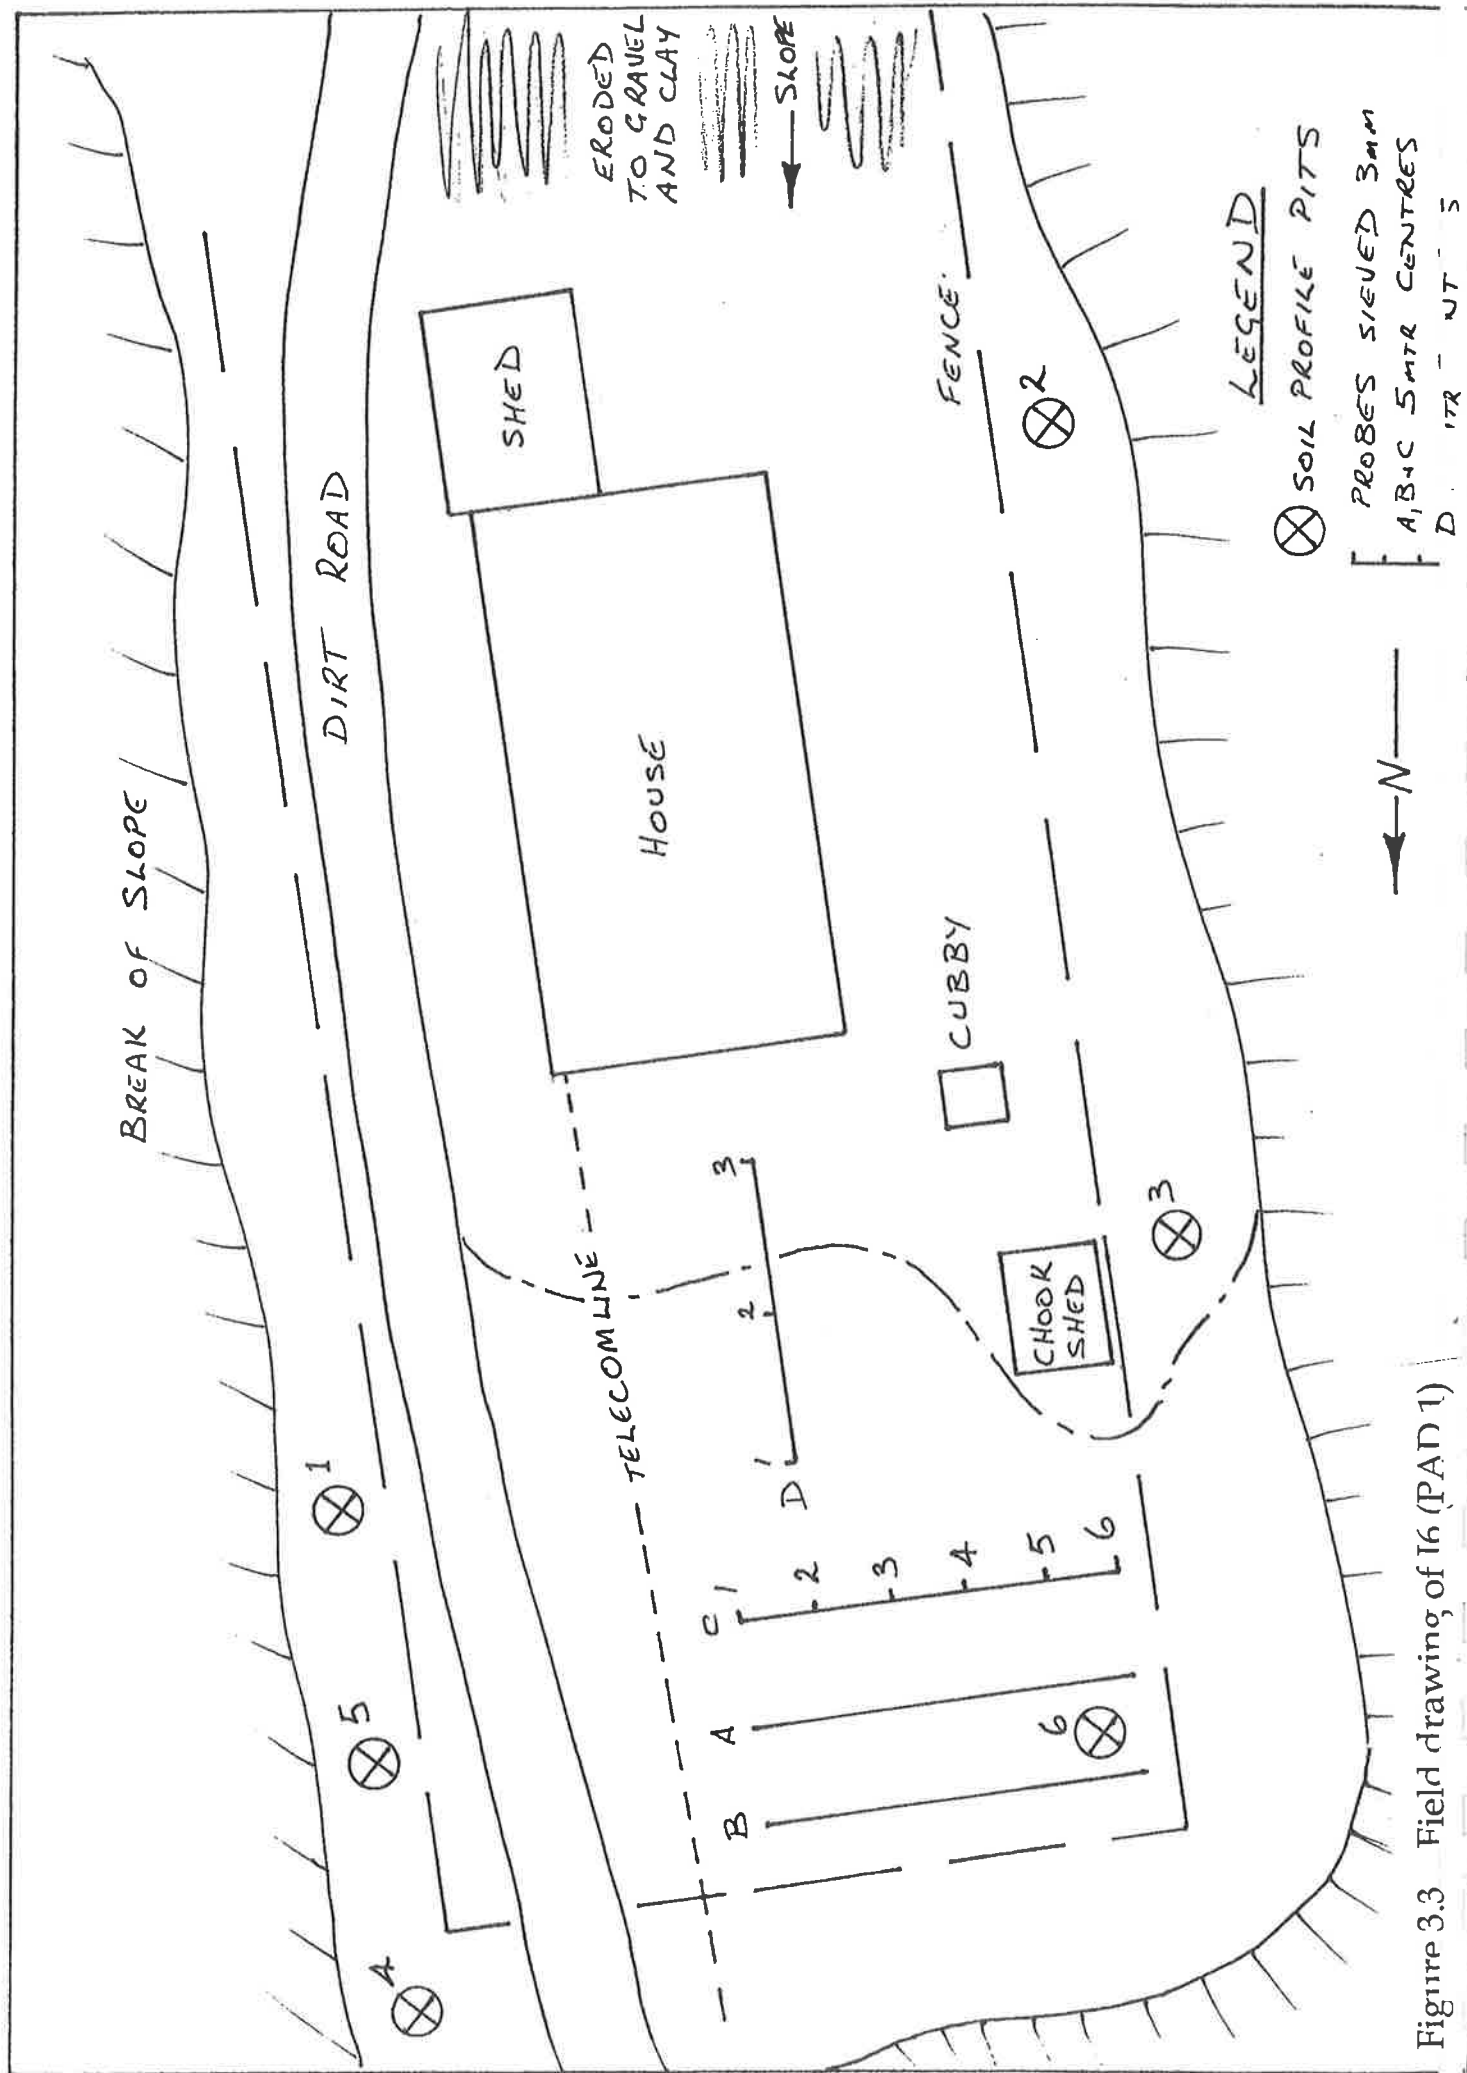 BREAK OF SLOPE
DIRT ROAD
ERODED
TO GRAVEL
AND CLAY
SLOPE
SHED
HOUSE
FENCE
CUBBY
CHOOK
SHED
TELECOM LINE
1
2
3
4
5
6
D 1
2
3
C 1
2
3
4
5
6
A
B
LEGEND
SOIL PROFILE PITS
PROBES SIEVED 3MM
A, B+C 5 MTR CENTRES
D
N
Figure 3.3 Field drawing of I6 (PAD 1)